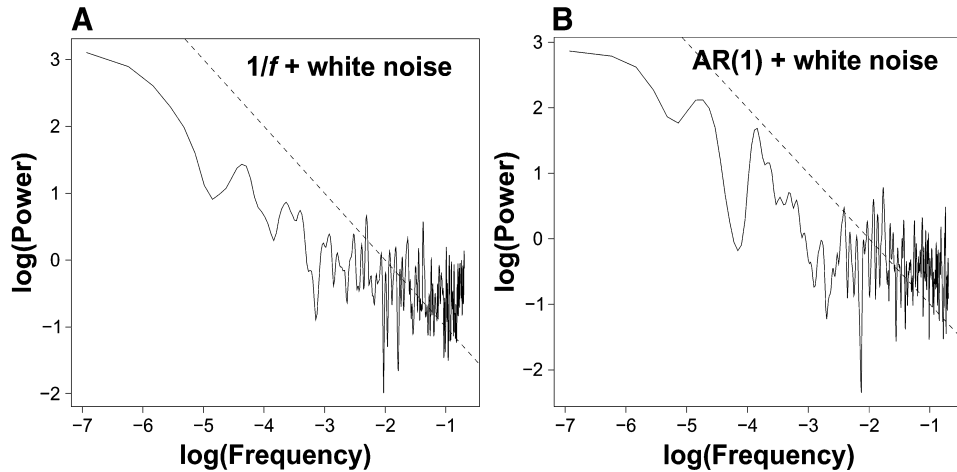 A
1/f + white noise
log(Power)
3
2
1
0
−1
−2
−7 −6 −5 −4 −3 −2 −1
log(Frequency)
B
AR(1) + white noise
log(Power)
3
2
1
0
−1
−2
−7 −6 −5 −4 −3 −2 −1
log(Frequency)